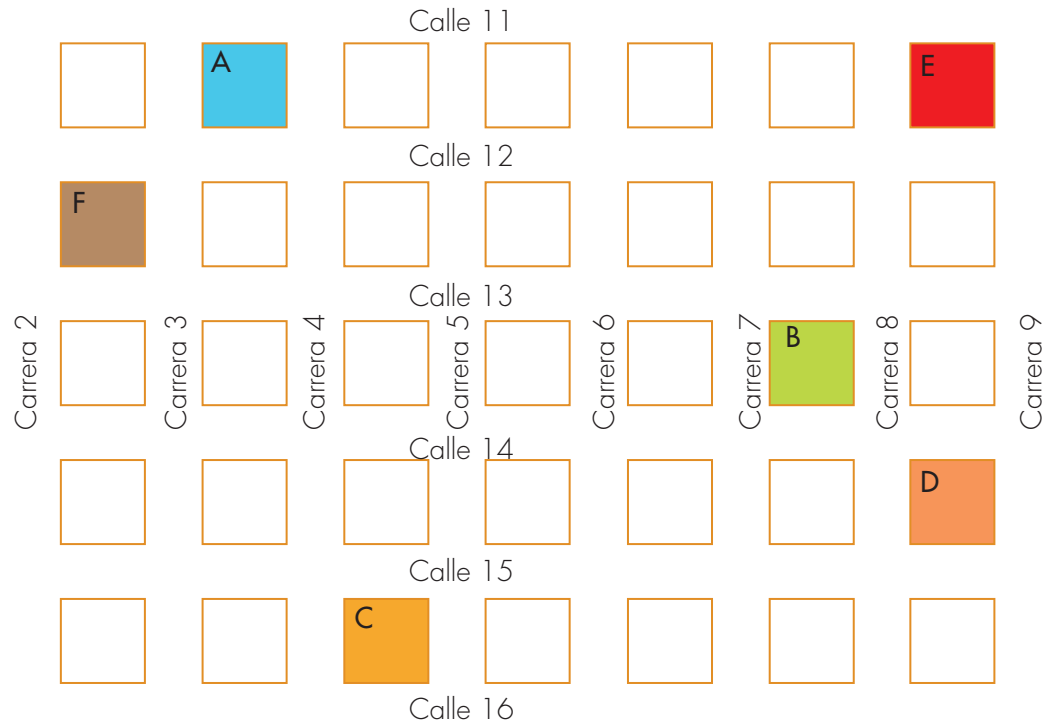 Calle 11
A
E
Calle 12
F
Calle 13
Carrera 2
Carrera 3
Carrera 4
Carrera 5
Carrera 6
Carrera 7
B
Carrera 8
Carrera 9
Calle 14
D
Calle 15
C
Calle 16